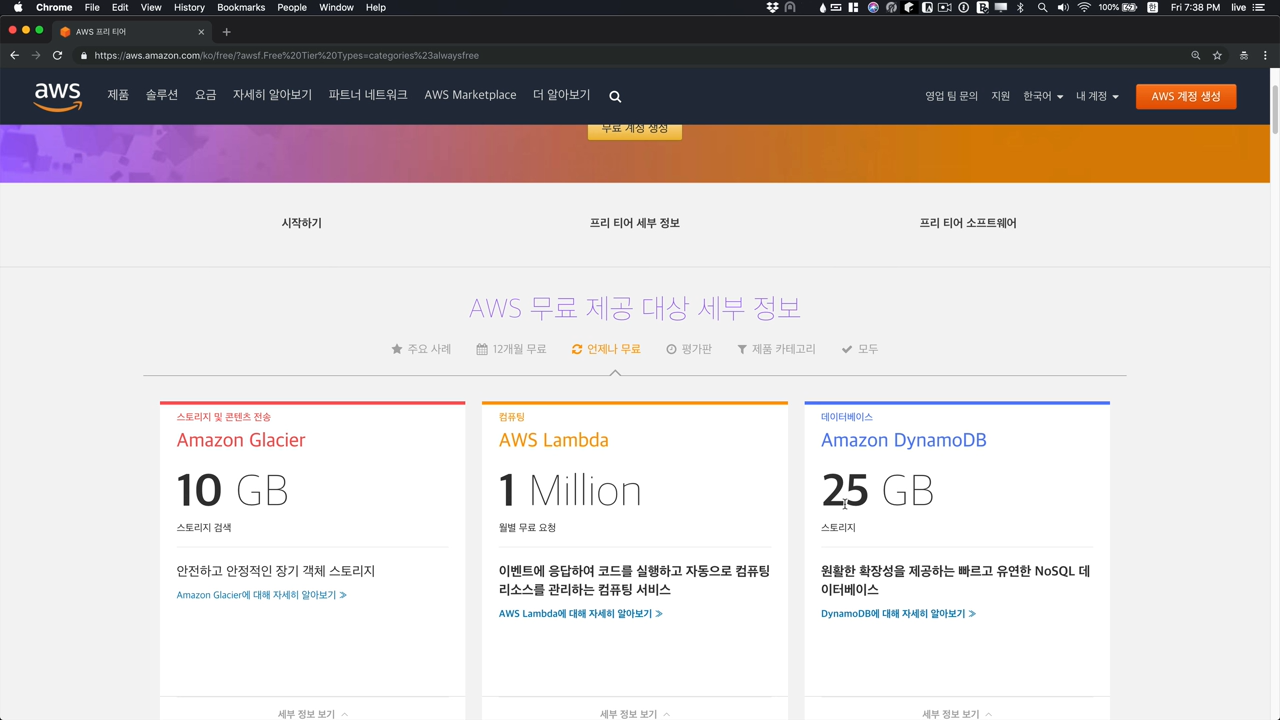 Chrome File Edit View History Bookmarks People Window Help
100% 한 Fri 7:38 PM live
AWS 프리 티어
https://aws.amazon.com/ko/free/?awsf.Free%20Tier%20Types=categories%23alwaysfree
aws 제품 솔루션 요금 자세히 알아보기 파트너 네트워크 AWS Marketplace 더 알아보기
영업 팀 문의 지원 한국어 내 계정 AWS 계정 생성
무료 계정 생성
시작하기 프리 티어 세부 정보 프리 티어 소프트웨어
AWS 무료 제공 대상 세부 정보
주요 사례 12개월 무료 언제나 무료 평가판 제품 카테고리 모두
스토리지 및 콘텐츠 전송
Amazon Glacier
10 GB
스토리지 검색
안전하고 안정적인 장기 객체 스토리지
Amazon Glacier에 대해 자세히 알아보기 »
세부 정보 보기
컴퓨팅
AWS Lambda
1 Million
월별 무료 요청
이벤트에 응답하여 코드를 실행하고 자동으로 컴퓨팅
리소스를 관리하는 컴퓨팅 서비스
AWS Lambda에 대해 자세히 알아보기 »
세부 정보 보기
데이터베이스
Amazon DynamoDB
25 GB
스토리지
원활한 확장성을 제공하는 빠르고 유연한 NoSQL 데
이터베이스
DynamoDB에 대해 자세히 알아보기 »
세부 정보 보기